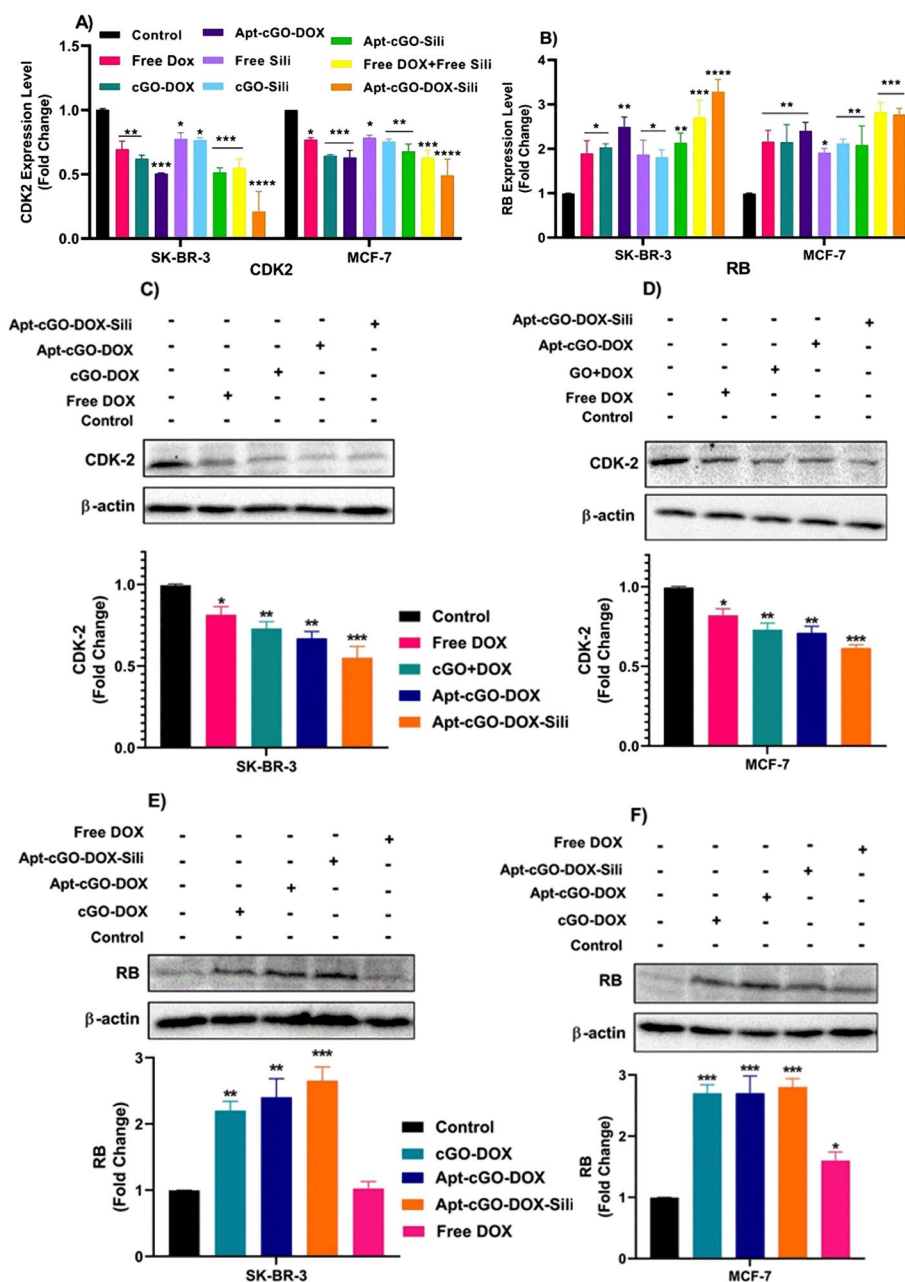 A)
Control
Apt-cGO-DOX
Apt-cGO-Sili
Free Dox
Free Sili
Free DOX+Free Sili
cGO-DOX
cGO-Sili
Apt-cGO-DOX-Sili
CDK2 Expression Level
(Fold Change)
1.5
1.0
0.5
0.0
** *** * * *** ****
* *** * ** *** ****
SK-BR-3
MCF-7
CDK2
B)
RB Expression Level
(Fold Change)
4
3
2
1
0
* ** * ** *** ****
** * ** ***
SK-BR-3
MCF-7
RB
C)
Apt-cGO-DOX-Sili - - - - +
Apt-cGO-DOX - - - + -
cGO-DOX - - + - -
Free DOX - + - - -
Control - - - - -
CDK-2
β-actin
CDK-2
(Fold Change)
1.0
0.5
0.0
* ** ** ***
SK-BR-3
Control
Free DOX
cGO+DOX
Apt-cGO-DOX
Apt-cGO-DOX-Sili
D)
Apt-cGO-DOX-Sili - - - - +
Apt-cGO-DOX - - - + -
GO+DOX - - + - -
Free DOX - + - - -
Control - - - - -
CDK-2
β-actin
CDK-2
(Fold Change)
1.0
0.5
0.0
* ** ** ***
MCF-7
E)
Free DOX - - - - +
Apt-cGO-DOX-Sili - - - + -
Apt-cGO-DOX - - + - -
cGO-DOX - + - - -
Control - - - - -
RB
β-actin
RB
(Fold Change)
3
2
1
0
** ** ***
SK-BR-3
Control
cGO-DOX
Apt-cGO-DOX
Apt-cGO-DOX-Sili
Free DOX
F)
Free DOX - - - - +
Apt-cGO-DOX-Sili - - - + -
Apt-cGO-DOX - - + - -
cGO-DOX - + - - -
Control - - - - -
RB
β-actin
RB
(Fold Change)
3
2
1
0
*** *** *** *
MCF-7